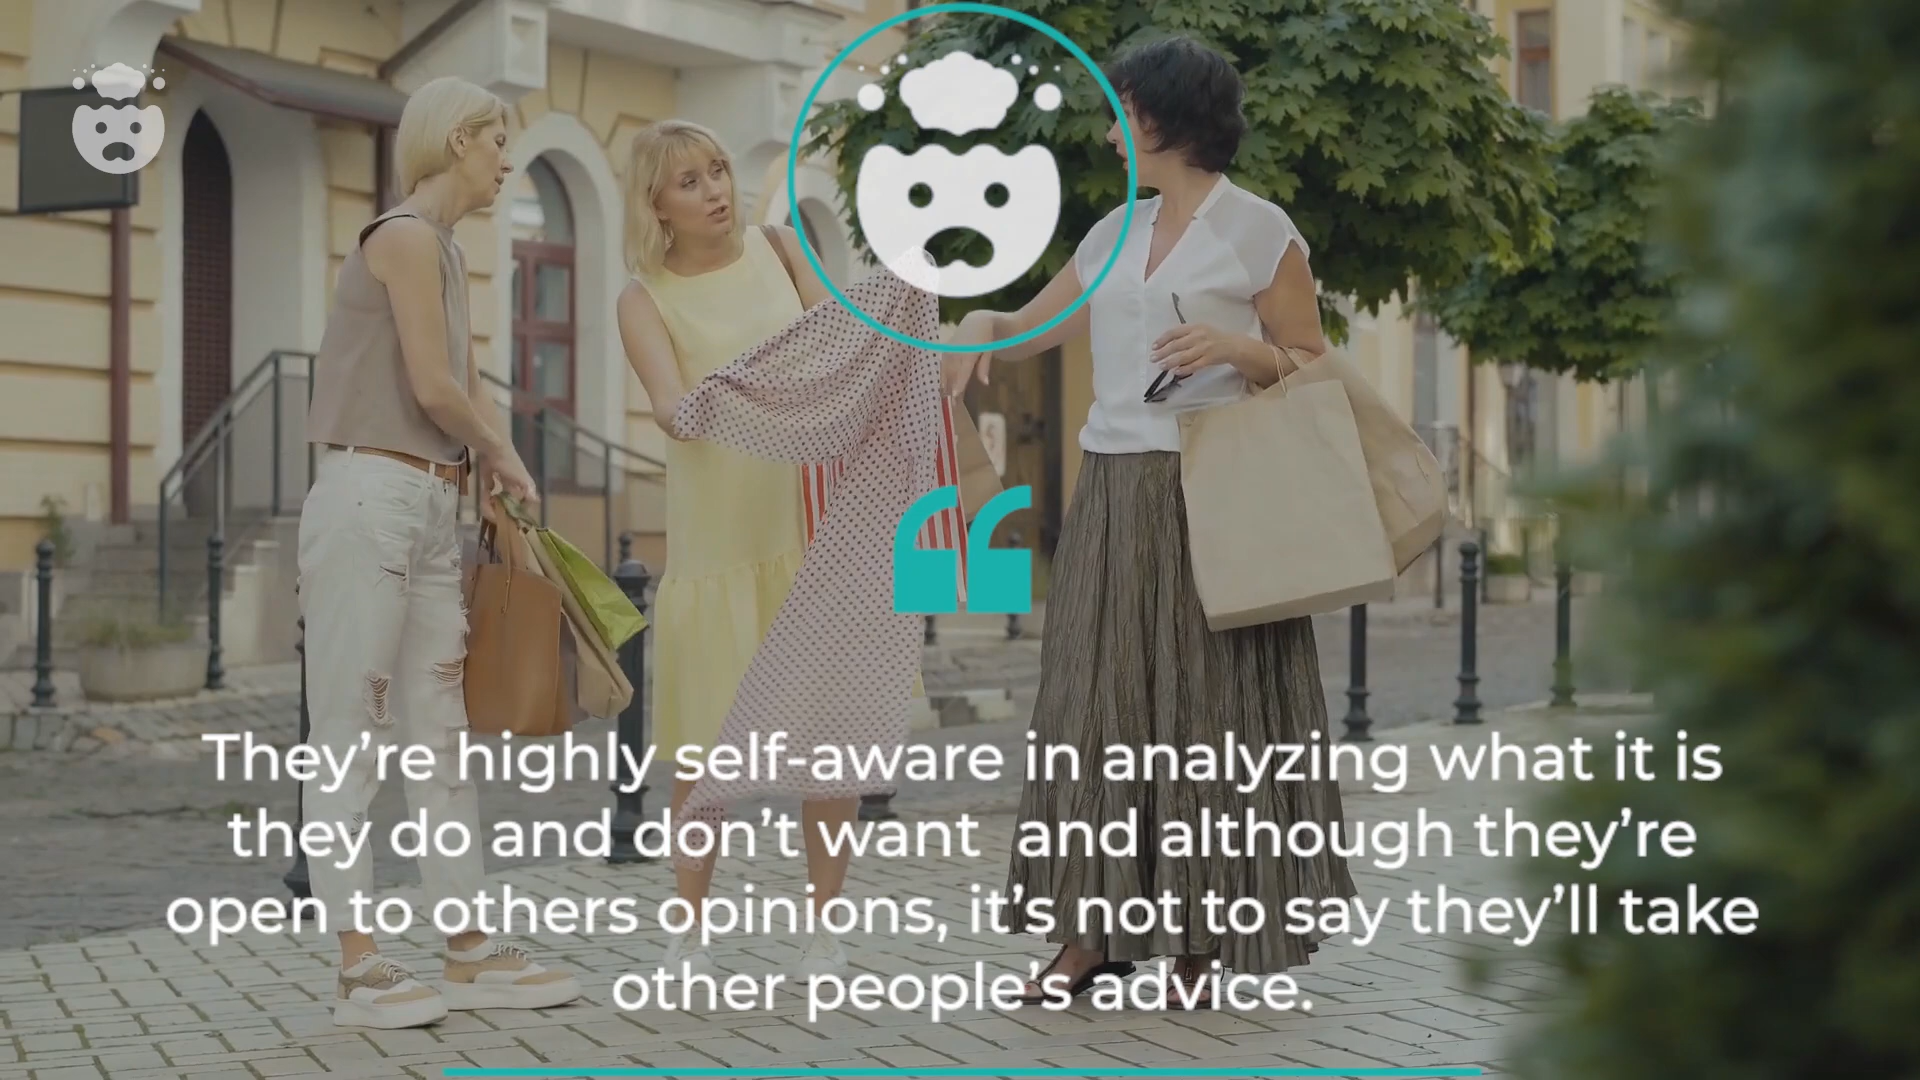 They’re highly self-aware in analyzing what it is
they do and don’t want  and although they’re
open to others opinions, it’s not to say they’ll take
other people’s advice.